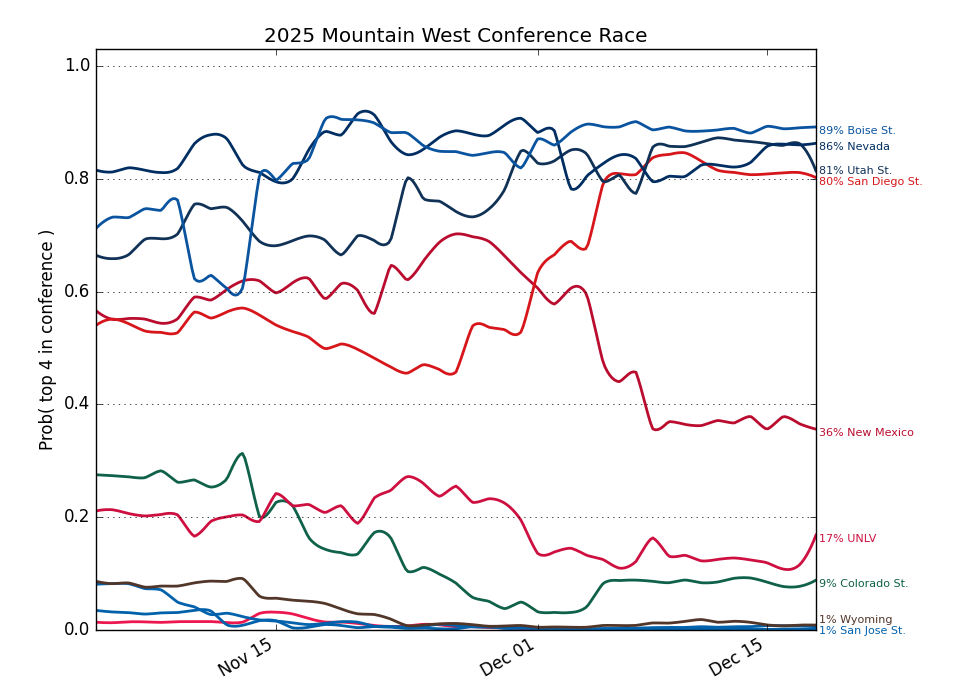 2025 Mountain West Conference Race
Prob( top 4 in conference )
1.0
0.8
0.6
0.4
0.2
0.0
Nov 15
Dec 01
Dec 15
89% Boise St.
86% Nevada
81% Utah St.
80% San Diego St.
36% New Mexico
17% UNLV
9% Colorado St.
1% Wyoming
1% San Jose St.